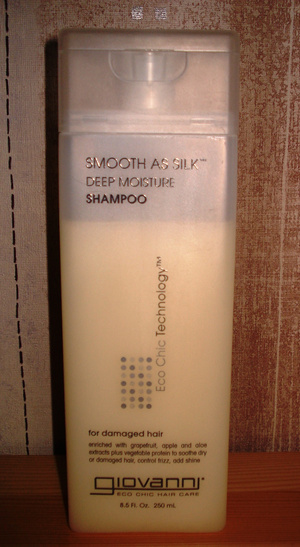 SMOOTH AS SILK™
DEEP MOISTURE
SHAMPOO
Eco Chic Technology™
for damaged hair
enriched with grapefruit, apple and aloe
extracts plus vegetable protein to soothe dry
or damaged hair, control frizz, add shine
giovanni
ECO CHIC HAIR CARE
8.5 Fl. Oz. 250 mL